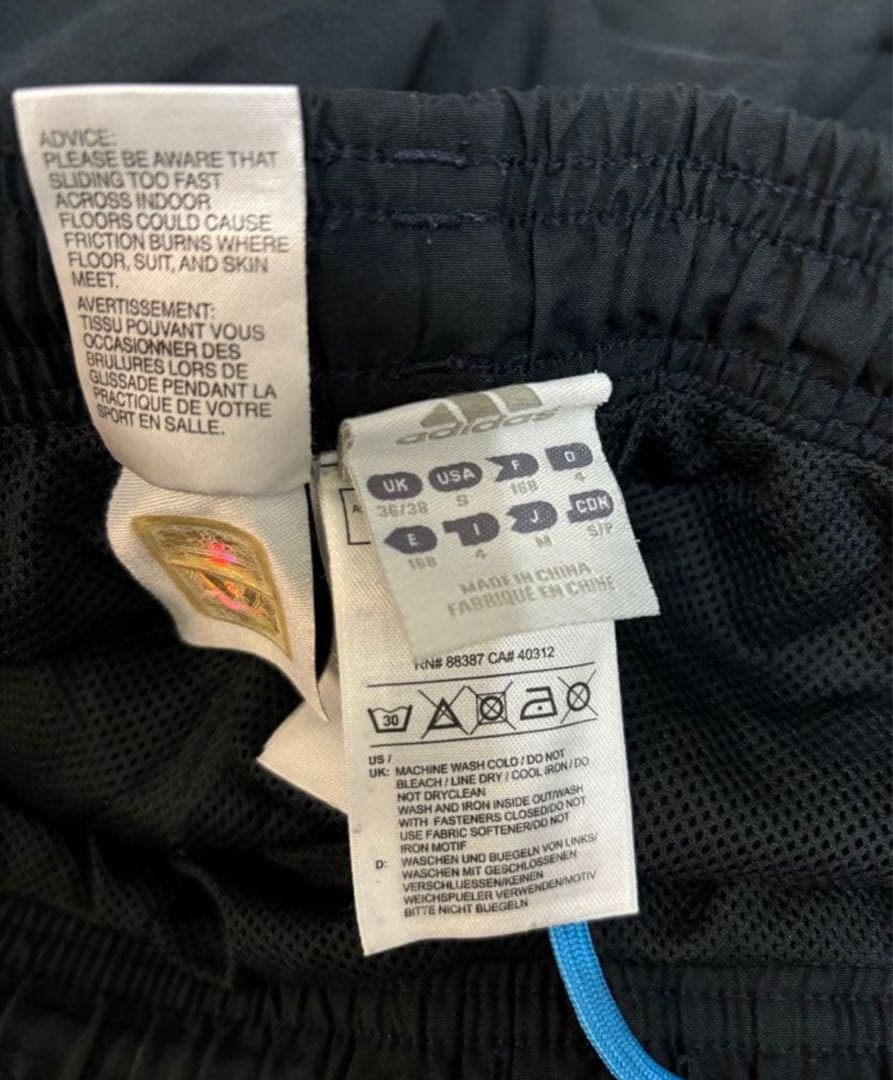 ADVICE:
PLEASE BE AWARE THAT
SLIDING TOO FAST
ACROSS INDOOR
FLOORS COULD CAUSE
FRICTION BURNS WHERE
FLOOR, SUIT, AND SKIN
MEET.
AVERTISSEMENT:
TISSU POUVANT VOUS
OCCASIONNER DES
BRULURES LORS DE
GLISSADE PENDANT LA
PRACTIQUE DE VOTRE
SPORT EN SALLE.
adidas
UK USA F D
36/38 S 168 4
E I J CDN
168 4 M S/P
MADE IN CHINA
FABRIQUÉ EN CHINE
RN# 88387 CA# 40312
30
US /
UK: MACHINE WASH COLD / DO NOT
BLEACH / LINE DRY / COOL IRON / DO
NOT DRYCLEAN
WASH AND IRON INSIDE OUT/WASH
WITH FASTENERS CLOSED/DO NOT
USE FABRIC SOFTENER/DO NOT
IRON MOTIF
D: WASCHEN UND BUEGELN VON LINKS/
WASCHEN MIT GESCHLOSSENEN
VERSCHLUESSEN/KEINEN
WEICHSPUELER VERWENDEN/MOTIV
BITTE NICHT BUEGELN